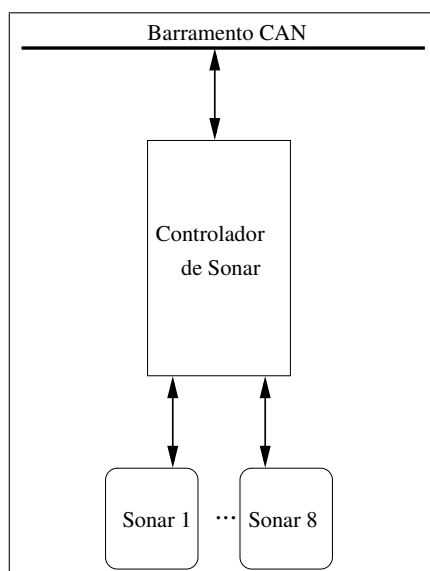 Barramento CAN
Controlador
de Sonar
Sonar 1 ... Sonar 8